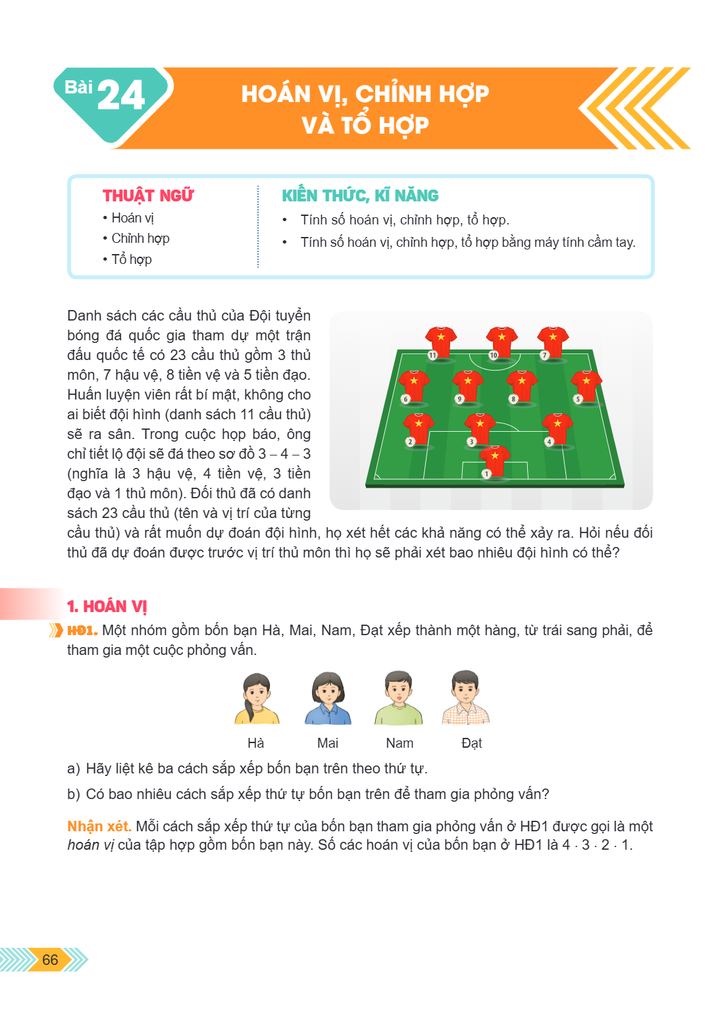 Bài 24
HOÁN VỊ, CHỈNH HỢP
VÀ TỔ HỢP
THUẬT NGỮ
• Hoán vị
• Chỉnh hợp
• Tổ hợp
KIẾN THỨC, KĨ NĂNG
• Tính số hoán vị, chỉnh hợp, tổ hợp.
• Tính số hoán vị, chỉnh hợp, tổ hợp bằng máy tính cầm tay.
Danh sách các cầu thủ của Đội tuyển
bóng đá quốc gia tham dự một trận
đấu quốc tế có 23 cầu thủ gồm 3 thủ
môn, 7 hậu vệ, 8 tiền vệ và 5 tiền đạo.
Huấn luyện viên rất bí mật, không cho
ai biết đội hình (danh sách 11 cầu thủ)
sẽ ra sân. Trong cuộc họp báo, ông
chỉ tiết lộ đội sẽ đá theo sơ đồ 3 – 4 – 3
(nghĩa là 3 hậu vệ, 4 tiền vệ, 3 tiền
đạo và 1 thủ môn). Đối thủ đã có danh
sách 23 cầu thủ (tên và vị trí của từng
cầu thủ) và rất muốn dự đoán đội hình, họ xét hết các khả năng có thể xảy ra. Hỏi nếu đối
thủ đã dự đoán được trước vị trí thủ môn thì họ sẽ phải xét bao nhiêu đội hình có thể?
11 10 7
6 9 8 5
2 3 4
1
1. HOÁN VỊ
HĐ1. Một nhóm gồm bốn bạn Hà, Mai, Nam, Đạt xếp thành một hàng, từ trái sang phải, để
tham gia một cuộc phỏng vấn.
Hà Mai Nam Đạt
a) Hãy liệt kê ba cách sắp xếp bốn bạn trên theo thứ tự.
b) Có bao nhiêu cách sắp xếp thứ tự bốn bạn trên để tham gia phỏng vấn?
Nhận xét. Mỗi cách sắp xếp thứ tự của bốn bạn tham gia phỏng vấn ở HĐ1 được gọi là một
hoán vị của tập hợp gồm bốn bạn này. Số các hoán vị của bốn bạn ở HĐ1 là 4 · 3 · 2 · 1.
66